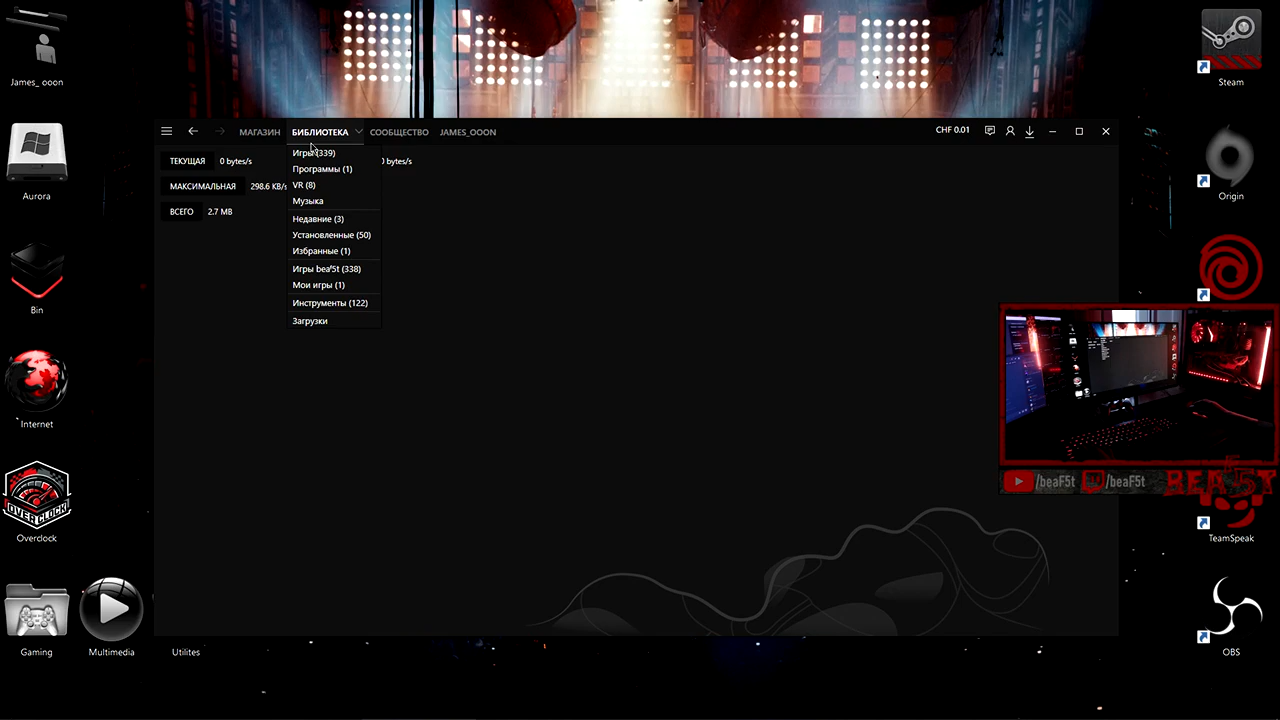 James_ ooon
Aurora
Bin
Internet
OVER CLOCK
Overclock
Gaming
Multimedia
Utilites
МАГАЗИН
БИБЛИОТЕКА
СООБЩЕСТВО
JAMES_OOON
CHF 0.01
ТЕКУЩАЯ 0 bytes/s
0 bytes/s
МАКСИМАЛЬНАЯ 298.6 KB/s
ВСЕГО 2.7 MB
Игры (339)
Программы (1)
VR (8)
Музыка
Недавние (3)
Установленные (50)
Избранные (1)
Игры bea⁵t (338)
Мои игры (1)
Инструменты (122)
Загрузки
Steam
Origin
/beaF5t /beaF5t BEAF5T
TeamSpeak
OBS